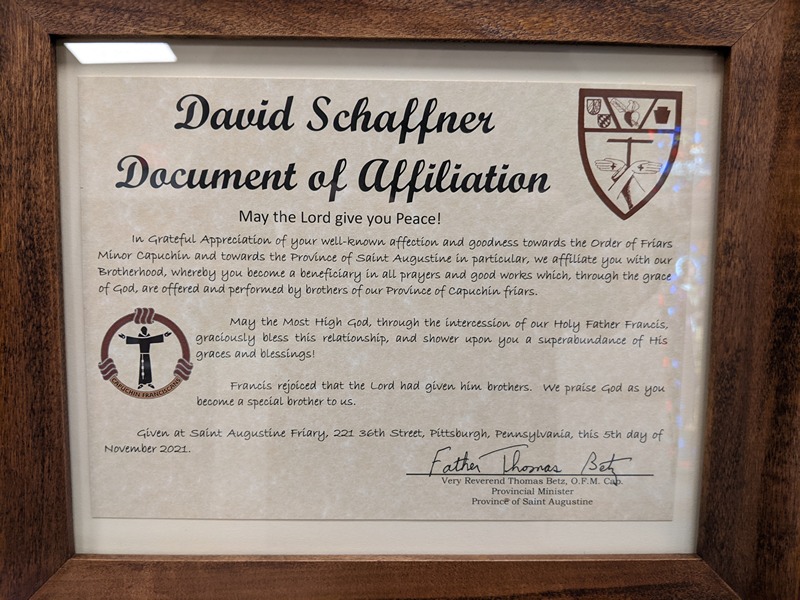 David Schaffner
Document of Affiliation
May the Lord give you Peace!
In Grateful Appreciation of your well-known affection and goodness towards the Order of Friars
Minor Capuchin and towards the Province of Saint Augustine in particular, we affiliate you with our
Brotherhood, whereby you become a beneficiary in all prayers and good works which, through the grace
of God, are offered and performed by brothers of our Province of Capuchin friars.
May the Most High God, through the intercession of our Holy Father Francis,
graciously bless this relationship, and shower upon you a superabundance of His
graces and blessings!
CAPUCHIN FRANCISCANS
Francis rejoiced that the Lord had given him brothers. We praise God as you
become a special brother to us.
Given at Saint Augustine Friary, 221 36th Street, Pittsburgh, Pennsylvania, this 5th day of
November 2021.
Father Thomas Betz
Very Reverend Thomas Betz, O.F.M. Cap.
Provincial Minister
Province of Saint Augustine